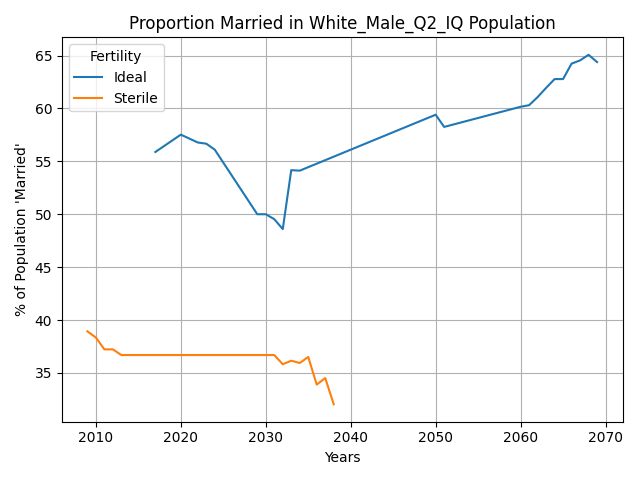 Proportion Married in White_Male_Q2_IQ Population
% of Population 'Married'
Fertility
Ideal
Sterile
65
60
55
50
45
40
35
2010 2020 2030 2040 2050 2060 2070
Years